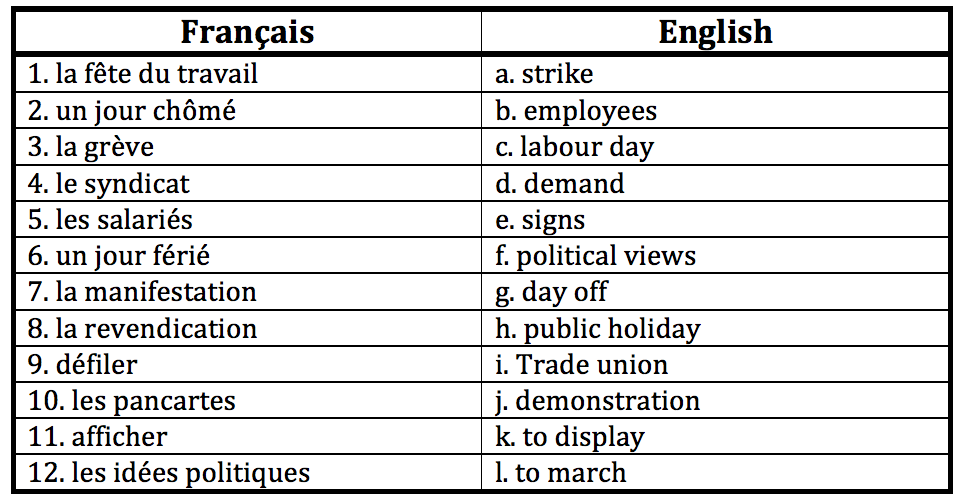 Français English
1. la fête du travail a. strike
2. un jour chômé b. employees
3. la grève c. labour day
4. le syndicat d. demand
5. les salariés e. signs
6. un jour férié f. political views
7. la manifestation g. day off
8. la revendication h. public holiday
9. défiler i. Trade union
10. les pancartes j. demonstration
11. afficher k. to display
12. les idées politiques l. to march